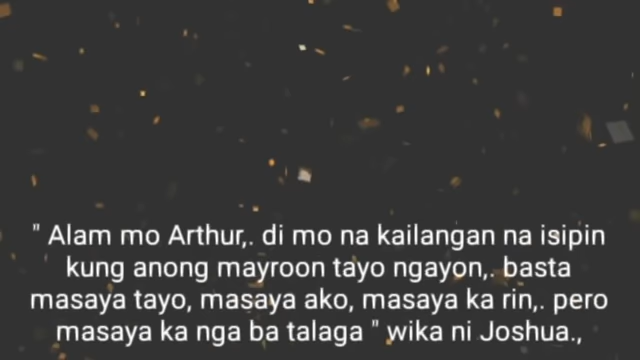 " Alam mo Arthur,. di mo na kailangan na isipin
kung anong mayroon tayo ngayon,. basta
masaya tayo, masaya ako, masaya ka rin,. pero
masaya ka nga ba talaga " wika ni Joshua.,